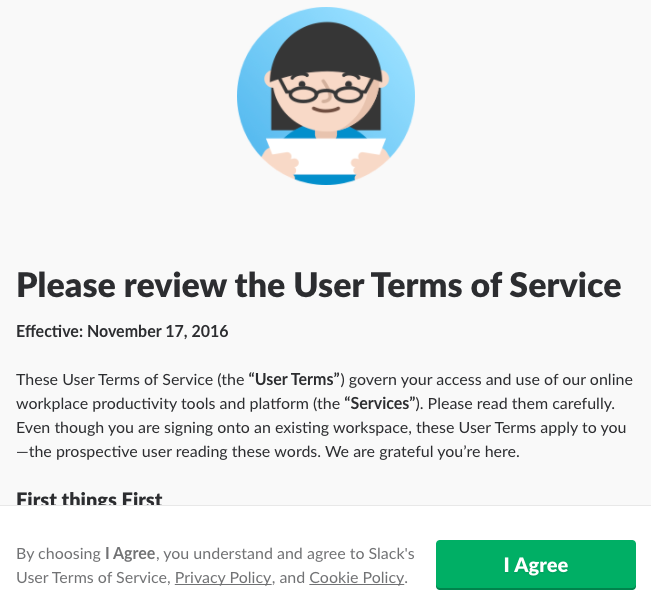 Please review the User Terms of Service
Effective: November 17, 2016
These User Terms of Service (the “User Terms”) govern your access and use of our online
workplace productivity tools and platform (the “Services”). Please read them carefully.
Even though you are signing onto an existing workspace, these User Terms apply to you
—the prospective user reading these words. We are grateful you’re here.
First things First
By choosing I Agree, you understand and agree to Slack's
User Terms of Service, Privacy Policy, and Cookie Policy.
I Agree